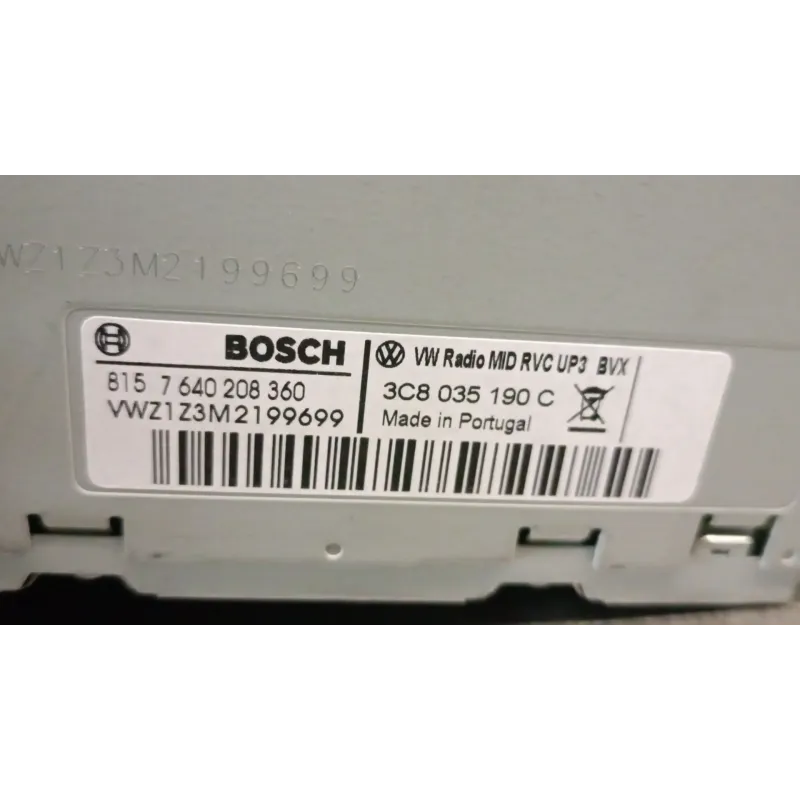 WZ1Z3M2199699
BOSCH
815 7 640 208 360
VWZ1Z3M2199699
VW Radio MID RVC UP3 BVX
3C8 035 190 C
Made in Portugal